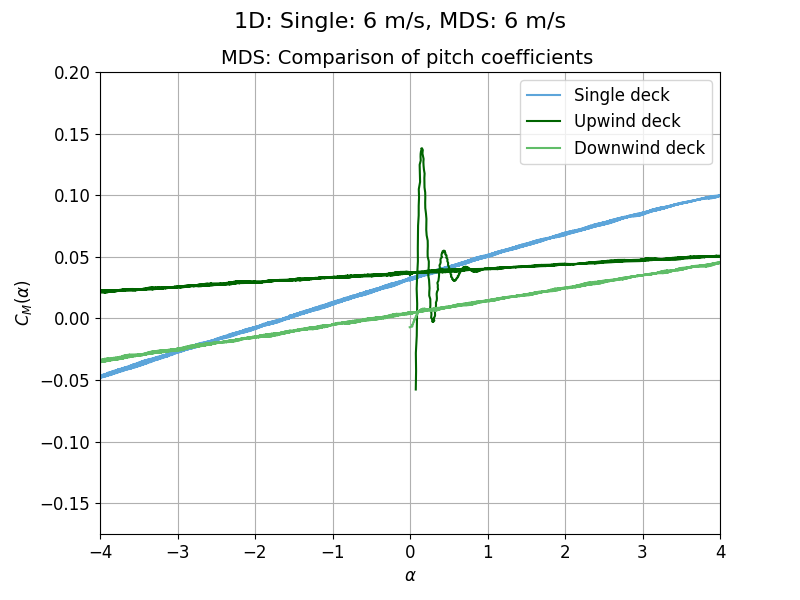 1D: Single: 6 m/s, MDS: 6 m/s
MDS: Comparison of pitch coefficients
0.20
0.15
0.10
0.05
0.00
−0.05
−0.10
−0.15
Single deck
Upwind deck
Downwind deck
C_M(α)
−4 −3 −2 −1 0 1 2 3 4
α